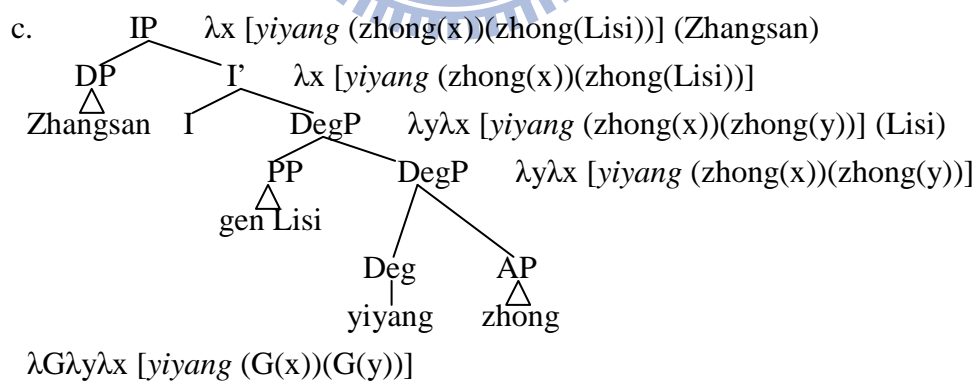 c. IP λx [yiyang (zhong(x))(zhong(Lisi))] (Zhangsan)
DP I’ λx [yiyang (zhong(x))(zhong(Lisi))]
Zhangsan I DegP λyλx [yiyang (zhong(x))(zhong(y))] (Lisi)
PP DegP λyλx [yiyang (zhong(x))(zhong(y))]
gen Lisi
Deg AP
yiyang zhong
λGλyλx [yiyang (G(x))(G(y))]